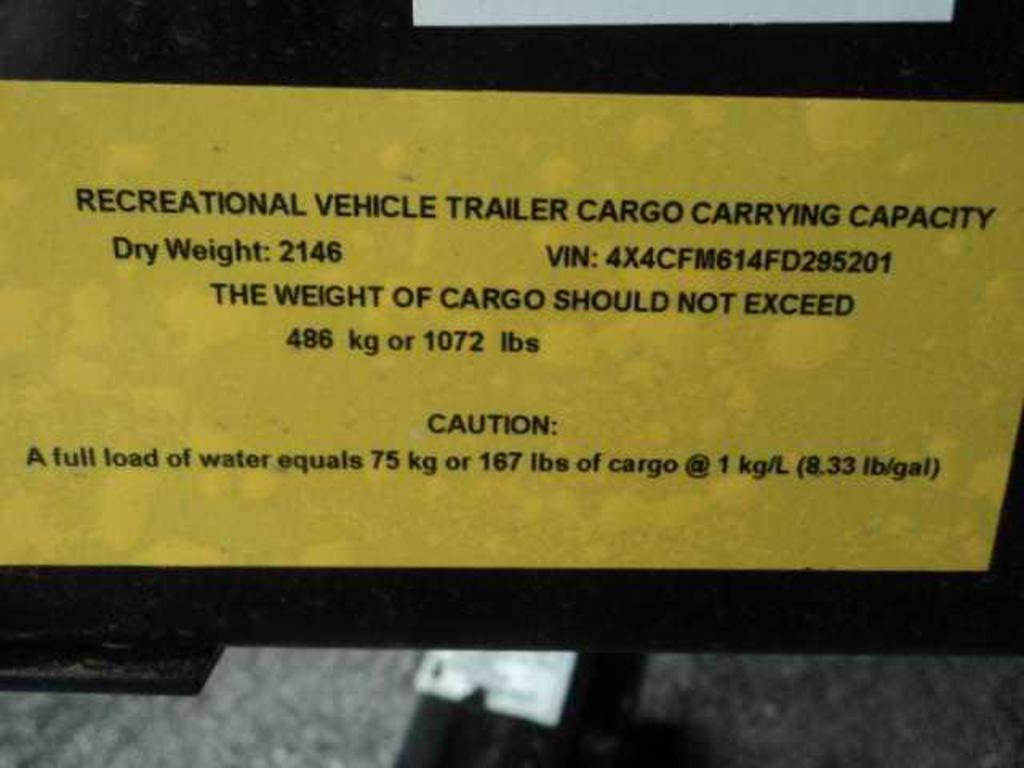 RECREATIONAL VEHICLE TRAILER CARGO CARRYING CAPACITY
Dry Weight: 2146 VIN: 4X4CFM614FD295201
THE WEIGHT OF CARGO SHOULD NOT EXCEED
486 kg or 1072 lbs
CAUTION:
A full load of water equals 75 kg or 167 lbs of cargo @ 1 kg/L (8.33 lb/gal)